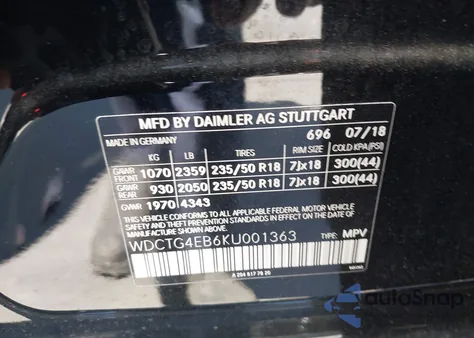 MFD BY DAIMLER AG STUTTGART
MADE IN GERMANY 696 07/18
KG LB TIRES RIM SIZE COLD KPA(PSI)
GAWR FRONT 1070 2359 235/50 R18 7Jx18 300(44)
GAWR REAR 930 2050 235/50 R18 7Jx18 300(44)
GVWR 1970 4343
THIS VEHICLE CONFORMS TO ALL APPLICABLE FEDERAL MOTOR VEHICLE
SAFETY, BUMPER, AND THEFT PREVENTION STANDARDS IN EFFECT
ON THE DATE OF MANUFACTURE SHOWN ABOVE.
WDCTG4EB6KU001363 TYPE: MPV
autoSnap